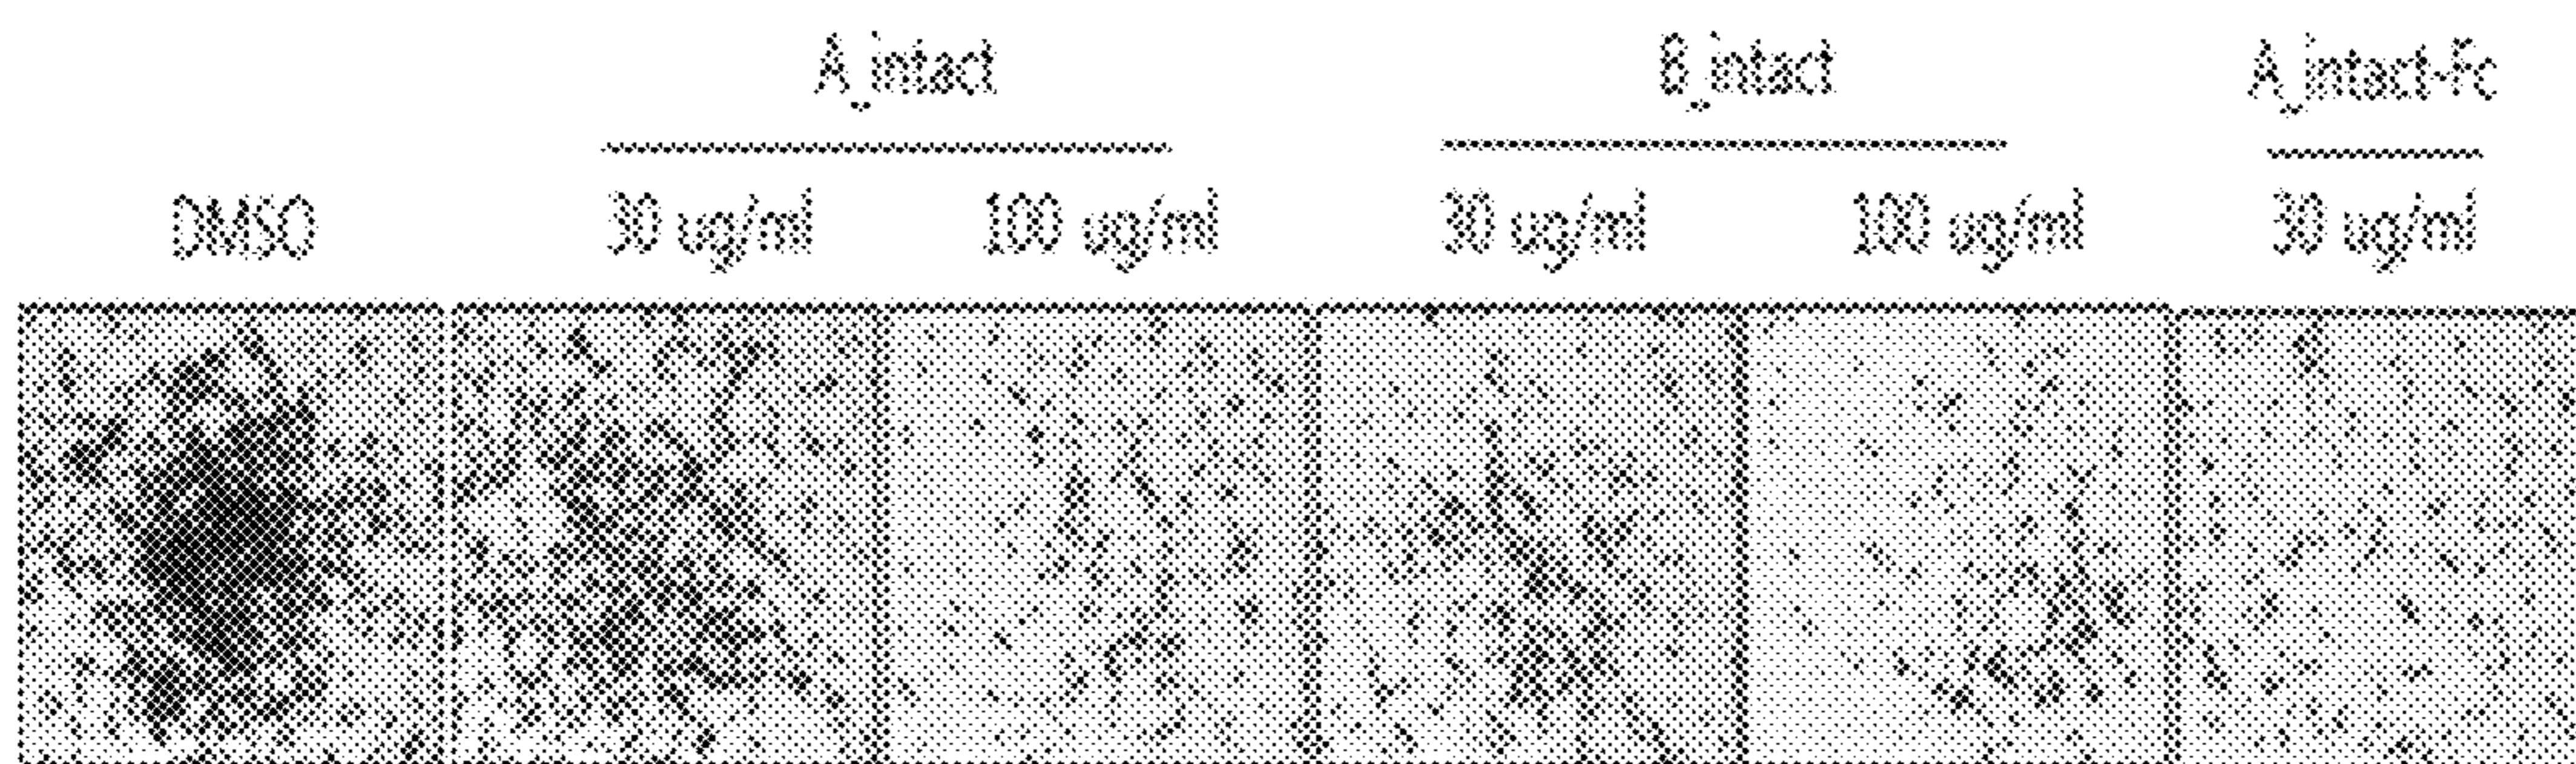 A_intact B_intact A_intact-Fc
DMSO 30 ug/ml 100 ug/ml 30 ug/ml 100 ug/ml 30 ug/ml